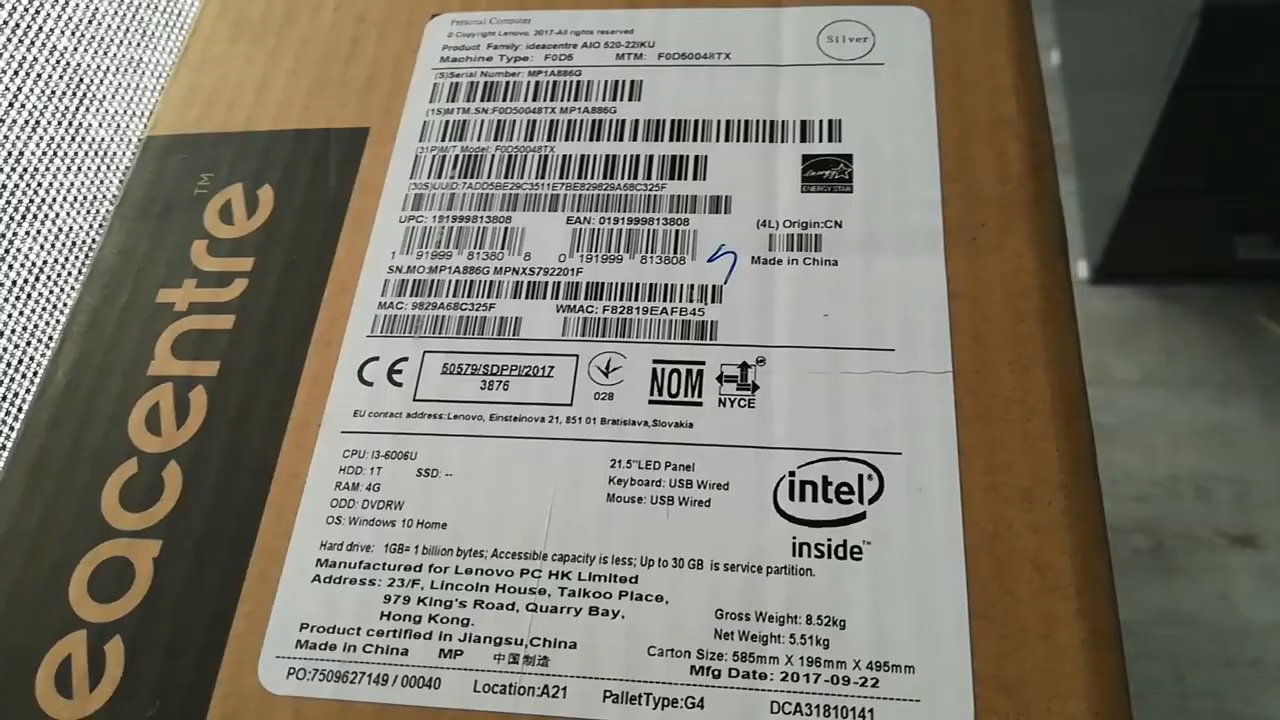 eacentre™
Personal Computer
© Copyright Lenovo, 2017-All rights reserved
Product Family: ideacentre AIO 520-22IKU
Machine Type: F0D5 MTM: F0D50048TX
Silver
(S)Serial Number: MP1A886G
(1S)MTM.SN:F0D50048TX MP1A886G
(31P)M/T Model: F0D50048TX
(30S)UUID:7ADD5BE29C3511E7BE829829A68C325F
energy
ENERGY STAR
UPC: 191999813808 EAN: 0191999813808
1 91999 81380 8 0 191999 813808
(4L) Origin:CN
Made in China
SN.MO:MP1A886G MPNXS792201F
MAC: 9829A68C325F WMAC: F82819EAFB45
CE
50579/SDPPI/2017
3876
028
NOM
NYCE
EU contact address:Lenovo, Einsteinova 21, 851 01 Bratislava,Slovakia
CPU: I3-6006U
HDD: 1T SSD: --
RAM: 4G
ODD: DVDRW
OS: Windows 10 Home
21.5"LED Panel
Keyboard: USB Wired
Mouse: USB Wired
intel®
inside™
Hard drive: 1GB= 1 billion bytes; Accessible capacity is less; Up to 30 GB is service partition.
Manufactured for Lenovo PC HK Limited
Address: 23/F, Lincoln House, Taikoo Place,
979 King's Road, Quarry Bay,
Hong Kong.
Product certified in Jiangsu,China
Made in China MP 中国制造
Gross Weight: 8.52kg
Net Weight: 5.51kg
Carton Size: 585mm X 196mm X 495mm
Mfg Date: 2017-09-22
PO:7509627149 / 00040 Location:A21 PalletType:G4 DCA31810141